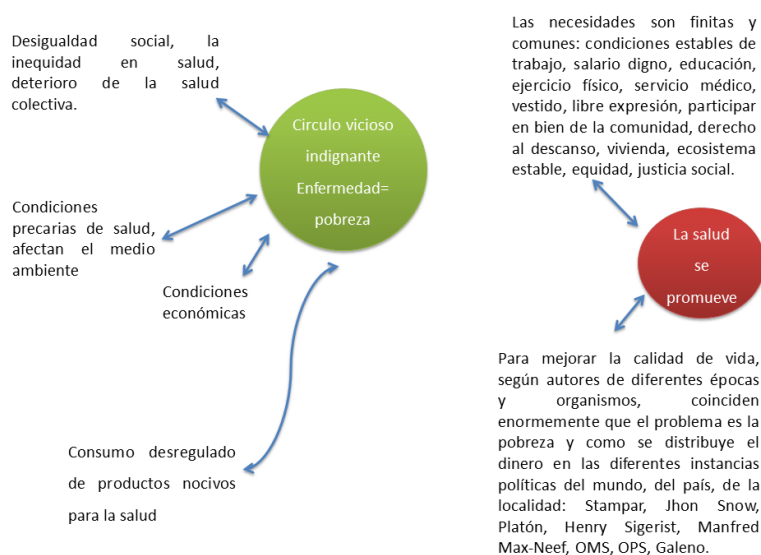 Desigualdad social, la
inequidad en salud,
deterioro de la salud
colectiva.
Circulo vicioso
indignante
Enfermedad=
pobreza
Condiciones
precarias de salud,
afectan el medio
ambiente
Condiciones
económicas
Consumo desregulado
de productos nocivos
para la salud
Las necesidades son finitas y
comunes: condiciones estables de
trabajo, salario digno, educación,
ejercicio físico, servicio médico,
vestido, libre expresión, participar
en bien de la comunidad, derecho
al descanso, vivienda, ecosistema
estable, equidad, justicia social.
La salud
se
promueve
Para mejorar la calidad de vida,
según autores de diferentes épocas
y organismos, coinciden
enormemente que el problema es la
pobreza y como se distribuye el
dinero en las diferentes instancias
políticas del mundo, del país, de la
localidad: Stampar, Jhon Snow,
Platón, Henry Sigerist, Manfred
Max-Neef, OMS, OPS, Galeno.